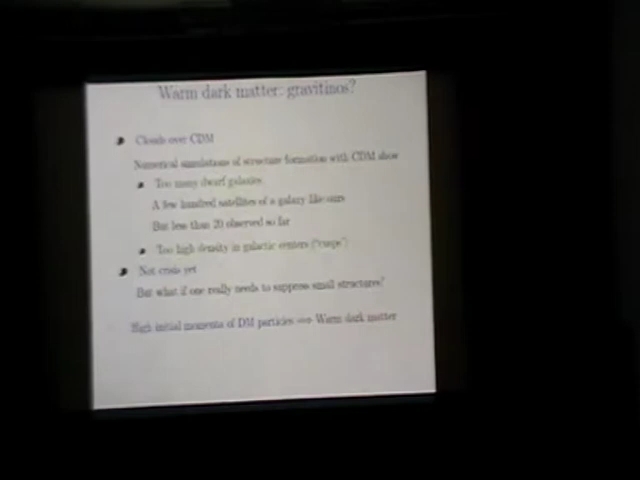 Warm dark matter: gravitinos?
Clouds over CDM
Numerical simulations of structure formation with CDM show
Too many dwarf galaxies
A few hundred satellites of a galaxy like ours
But less than 20 observed so far
Too high density in galactic centers ("cusps")
Not crisis yet
But what if one really needs to suppress small structures?
High initial momenta of DM particles ⟹ Warm dark matter